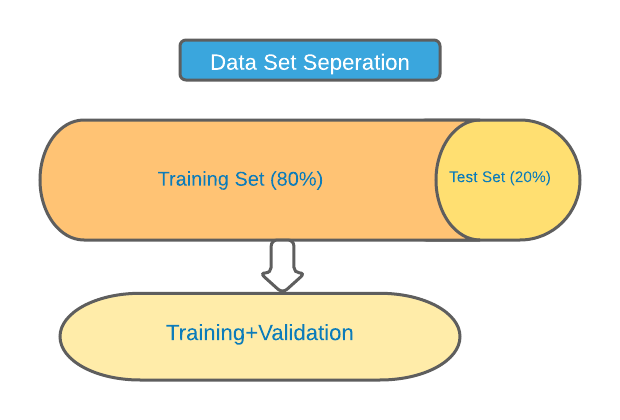 Data Set Seperation
Training Set (80%)
Test Set (20%)
Training+Validation